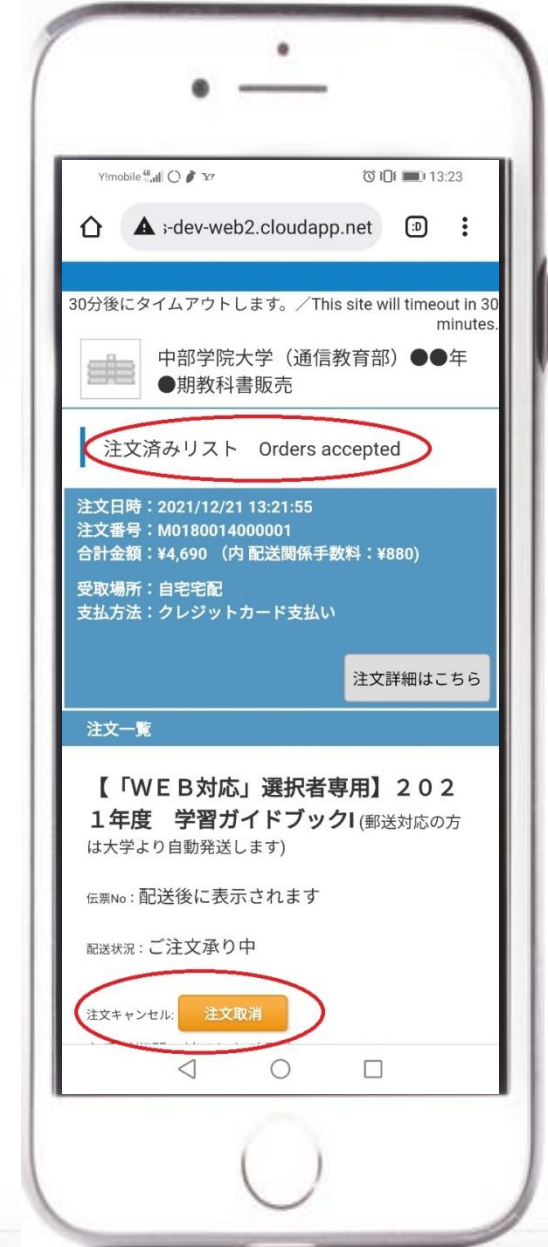 Y!mobile 13:23
s-dev-web2.cloudapp.net :D
30分後にタイムアウトします。／This site will timeout in 30
minutes.
中部学院大学（通信教育部）●●年
●期教科書販売
注文済みリスト Orders accepted
注文日時：2021/12/21 13:21:55
注文番号：M0180014000001
合計金額：¥4,690 （内 配送関係手数料：¥880)
受取場所：自宅宅配
支払方法：クレジットカード支払い
注文詳細はこちら
注文一覧
【「ＷＥＢ対応」選択者専用】２０２
１年度　学習ガイドブックI (郵送対応の方
は大学より自動発送します)
伝票No：配送後に表示されます
配送状況：ご注文承り中
注文キャンセル: 注文取消